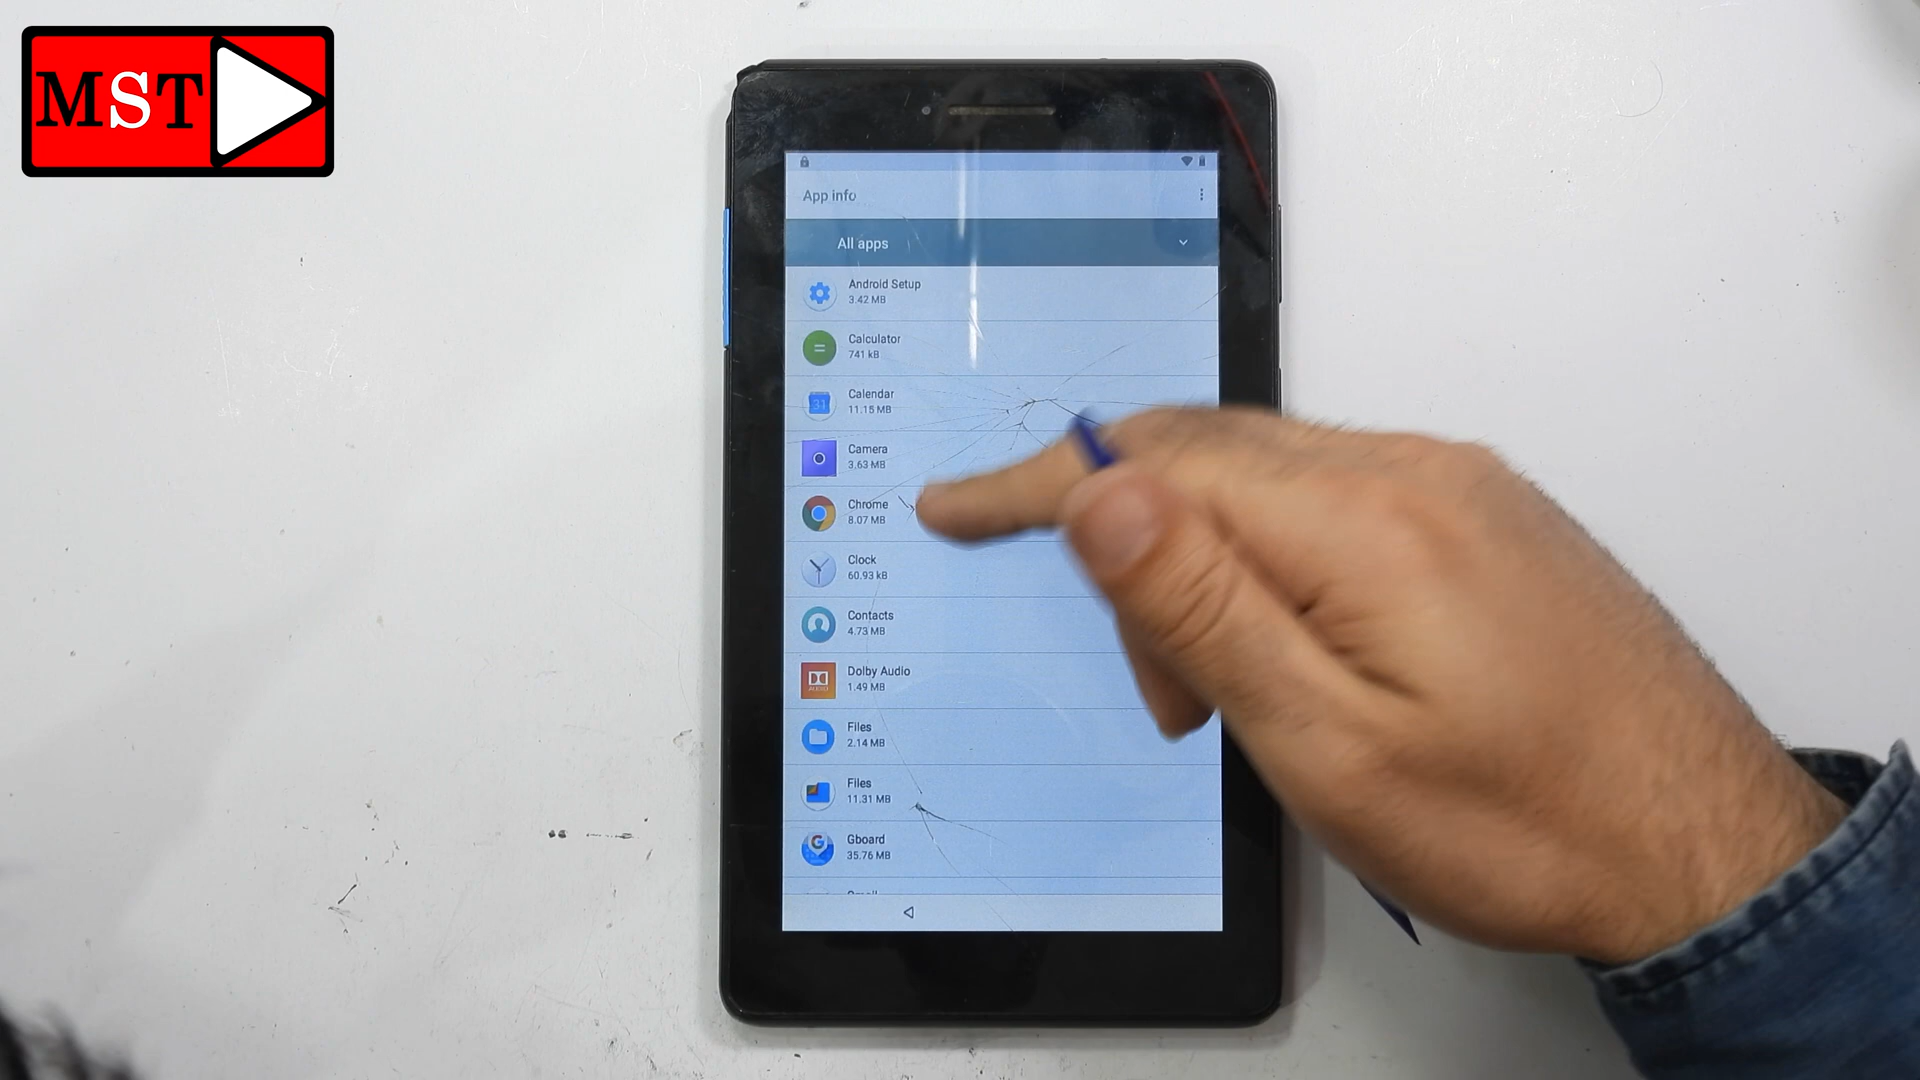 MST
App info
All apps
Android Setup
3.42 MB
Calculator
741 kB
Calendar
31
11.15 MB
Camera
3.63 MB
Chrome
8.07 MB
Clock
60.93 kB
Contacts
4.73 MB
Dolby Audio
1.49 MB
Files
2.14 MB
Files
11.31 MB
Gboard
35.76 MB